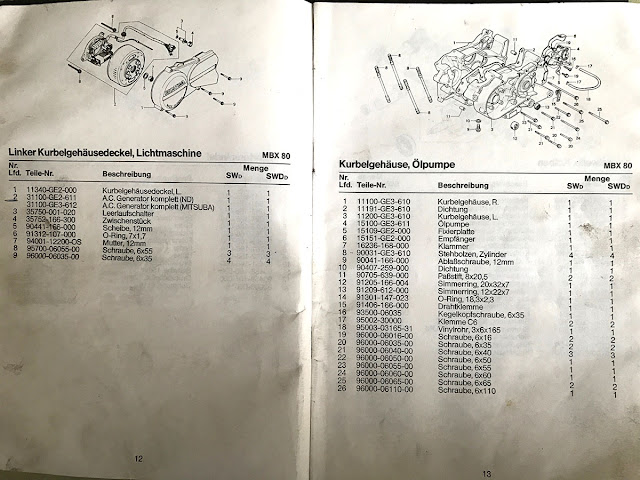 Linker Kurbelgehäusedeckel, Lichtmaschine MBX 80
Nr. Menge
Lfd. Teile-Nr. Beschreibung SWD SWDD
1 11340-GE2-000 Kurbelgehäusedeckel, L. 1 1
2 31100-GE2-611 A.C. Generator komplett (ND) 1 1
31100-GE3-612 A.C. Generator komplett (MITSUBA) 1 1
3 35750-001-020 Leerlaufschalter 1 1
4 35753-166-300 Zwischenstück 1 1
5 90441-166-000 Scheibe, 12mm 1 1
6 91312-107-000 O-Ring, 7x1,7 1 1
7 94001-12200-OS Mutter, 12mm 1 1
8 95700-06055-00 Schraube, 6x55 3 3
9 96000-06035-00 Schraube, 6x35 4 4
12
Kurbelgehäuse, Ölpumpe MBX 80
Nr. Menge
Lfd. Teile-Nr. Beschreibung SWD SWDD
1 11100-GE3-610 Kurbelgehäuse, R. 1 1
2 11191-GE3-610 Dichtung 1 1
3 11200-GE3-610 Kurbelgehäuse, L. 1 1
4 15100-GE3-611 Ölpumpe 1 1
5 15109-GE2-000 Fixierplatte 1 1
6 15151-GE2-000 Empfänger 1 1
7 16236-168-000 Klammer 1 1
8 90031-GE3-610 Stehbolzen, Zylinder 4 4
9 90041-166-000 Ablaßschraube, 12mm 1 1
10 90407-259-000 Dichtung 1 1
11 90705-639-000 Paßstift, 8x20,5 2 2
12 91205-166-004 Simmerring, 20x32x7 1 1
13 91209-612-000 Simmerring, 12x22x7 1 1
14 91301-147-023 O-Ring, 18,3x2,3 1 1
15 91406-166-000 Drahtklemme 1 1
16 93500-06035 Kegelkopfschraube, 6x35 1 1
17 95002-30000 Klemme C6 2 2
18 95003-03165-31 Vinylrohr, 3x6x165 1 1
19 96000-06016-00 Schraube, 6x16 2 2
20 96000-06035-00 Schraube, 6x35 2 2
21 96000-06040-00 Schraube, 6x40 3 3
22 96000-06050-00 Schraube, 6x50 1 1
23 96000-06055-00 Schraube, 6x55 1 1
24 96000-06060-00 Schraube, 6x60 1 1
25 96000-06065-00 Schraube, 6x65 2 2
26 96000-06110-00 Schraube, 6x110 1 1
13